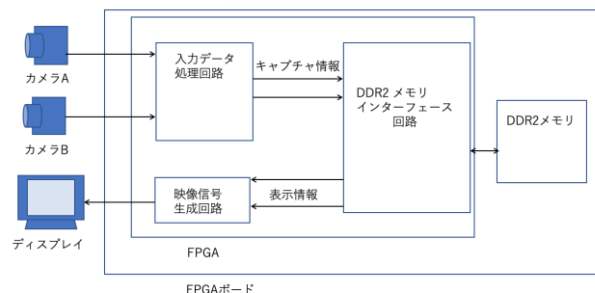 カメラA
カメラB
ディスプレイ
入力データ
処理回路
キャプチャ情報
DDR2 メモリ
インターフェース
回路
DDR2メモリ
映像信号
生成回路
表示情報
FPGA
FPGAボード